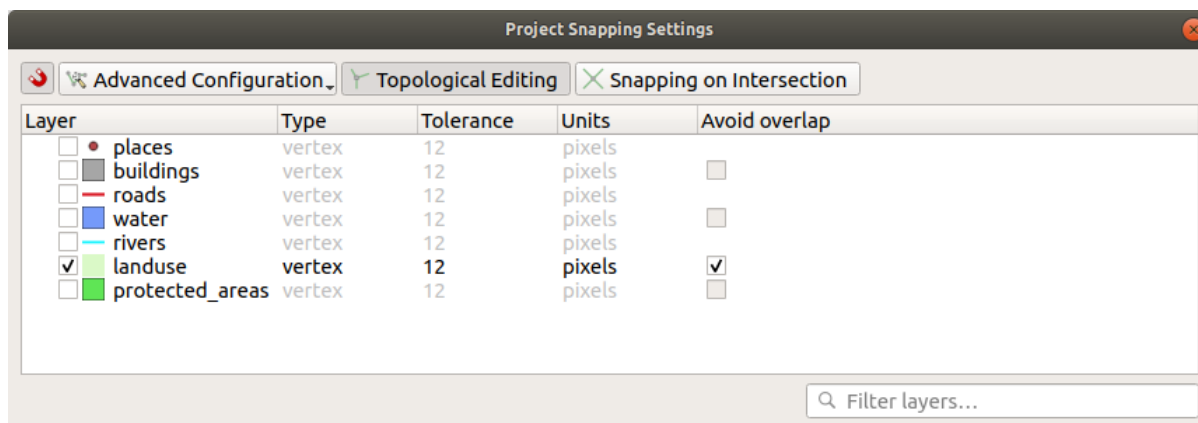 Project Snapping Settings
Advanced Configuration Topological Editing Snapping on Intersection
Layer Type Tolerance Units Avoid overlap
places vertex 12 pixels
buildings vertex 12 pixels
roads vertex 12 pixels
water vertex 12 pixels
rivers vertex 12 pixels
landuse vertex 12 pixels
protected_areas vertex 12 pixels
Filter layers...